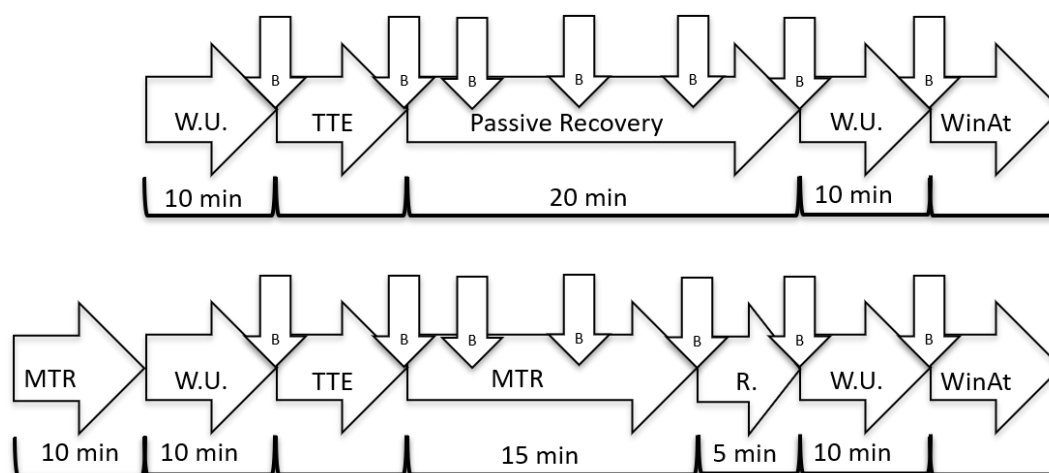 B B B B B B B
W.U. TTE Passive Recovery W.U. WinAt
10 min 20 min 10 min
B B B B B B B
MTR W.U. TTE MTR R. W.U. WinAt
10 min 10 min 15 min 5 min 10 min